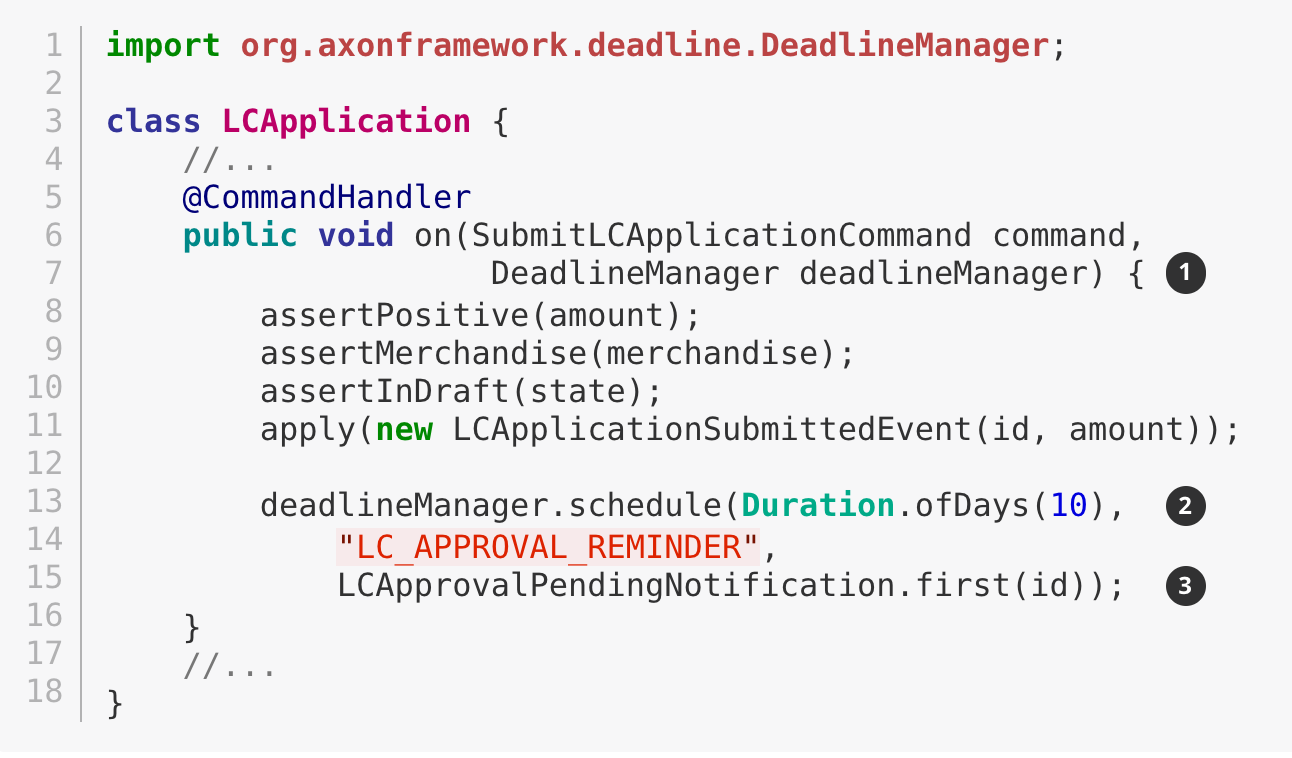 1 import org.axonframework.deadline.DeadlineManager;
2
3 class LCApplication {
4     //...
5     @CommandHandler
6     public void on(SubmitLCApplicationCommand command,
7                     DeadlineManager deadlineManager) { 1
8         assertPositive(amount);
9         assertMerchandise(merchandise);
10         assertInDraft(state);
11         apply(new LCApplicationSubmittedEvent(id, amount));
12
13         deadlineManager.schedule(Duration.ofDays(10), 2
14             "LC_APPROVAL_REMINDER",
15             LCApprovalPendingNotification.first(id)); 3
16     }
17     //...
18 }